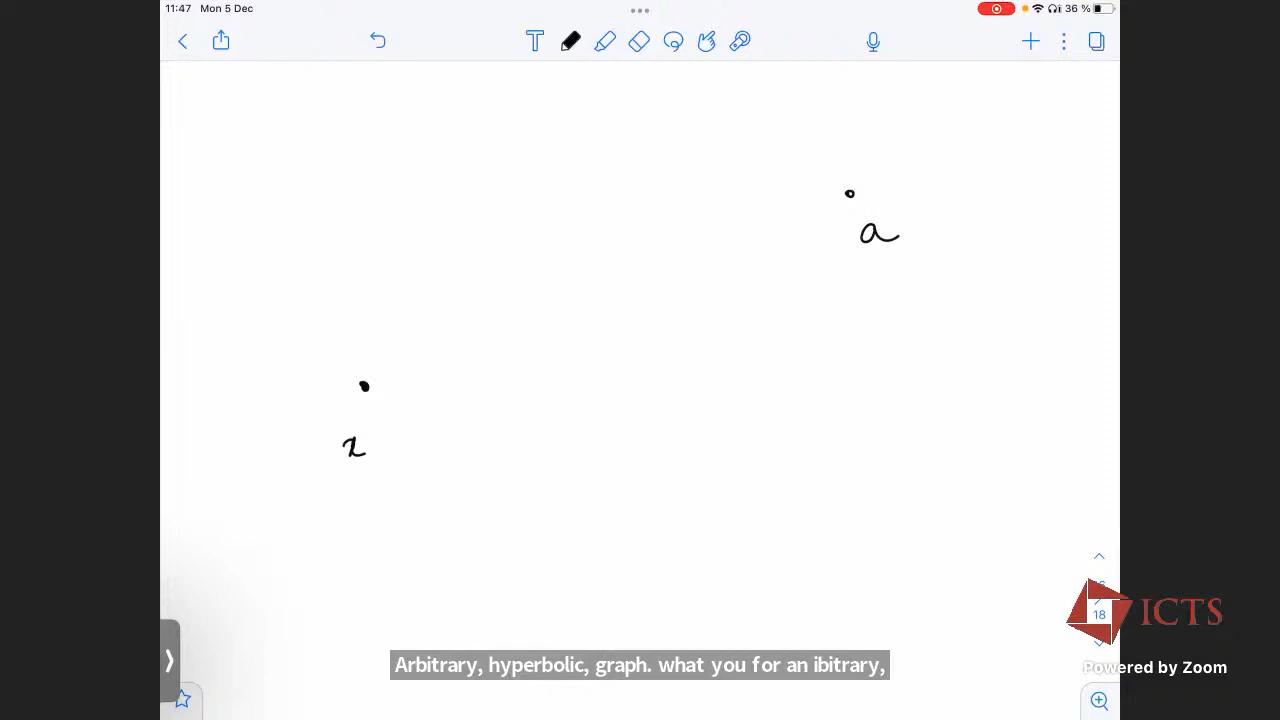 11:47 Mon 5 Dec
36 %
a
x
18
ICTS
Powered by Zoom
Arbitrary, hyperbolic, graph. what you for an ibitrary,